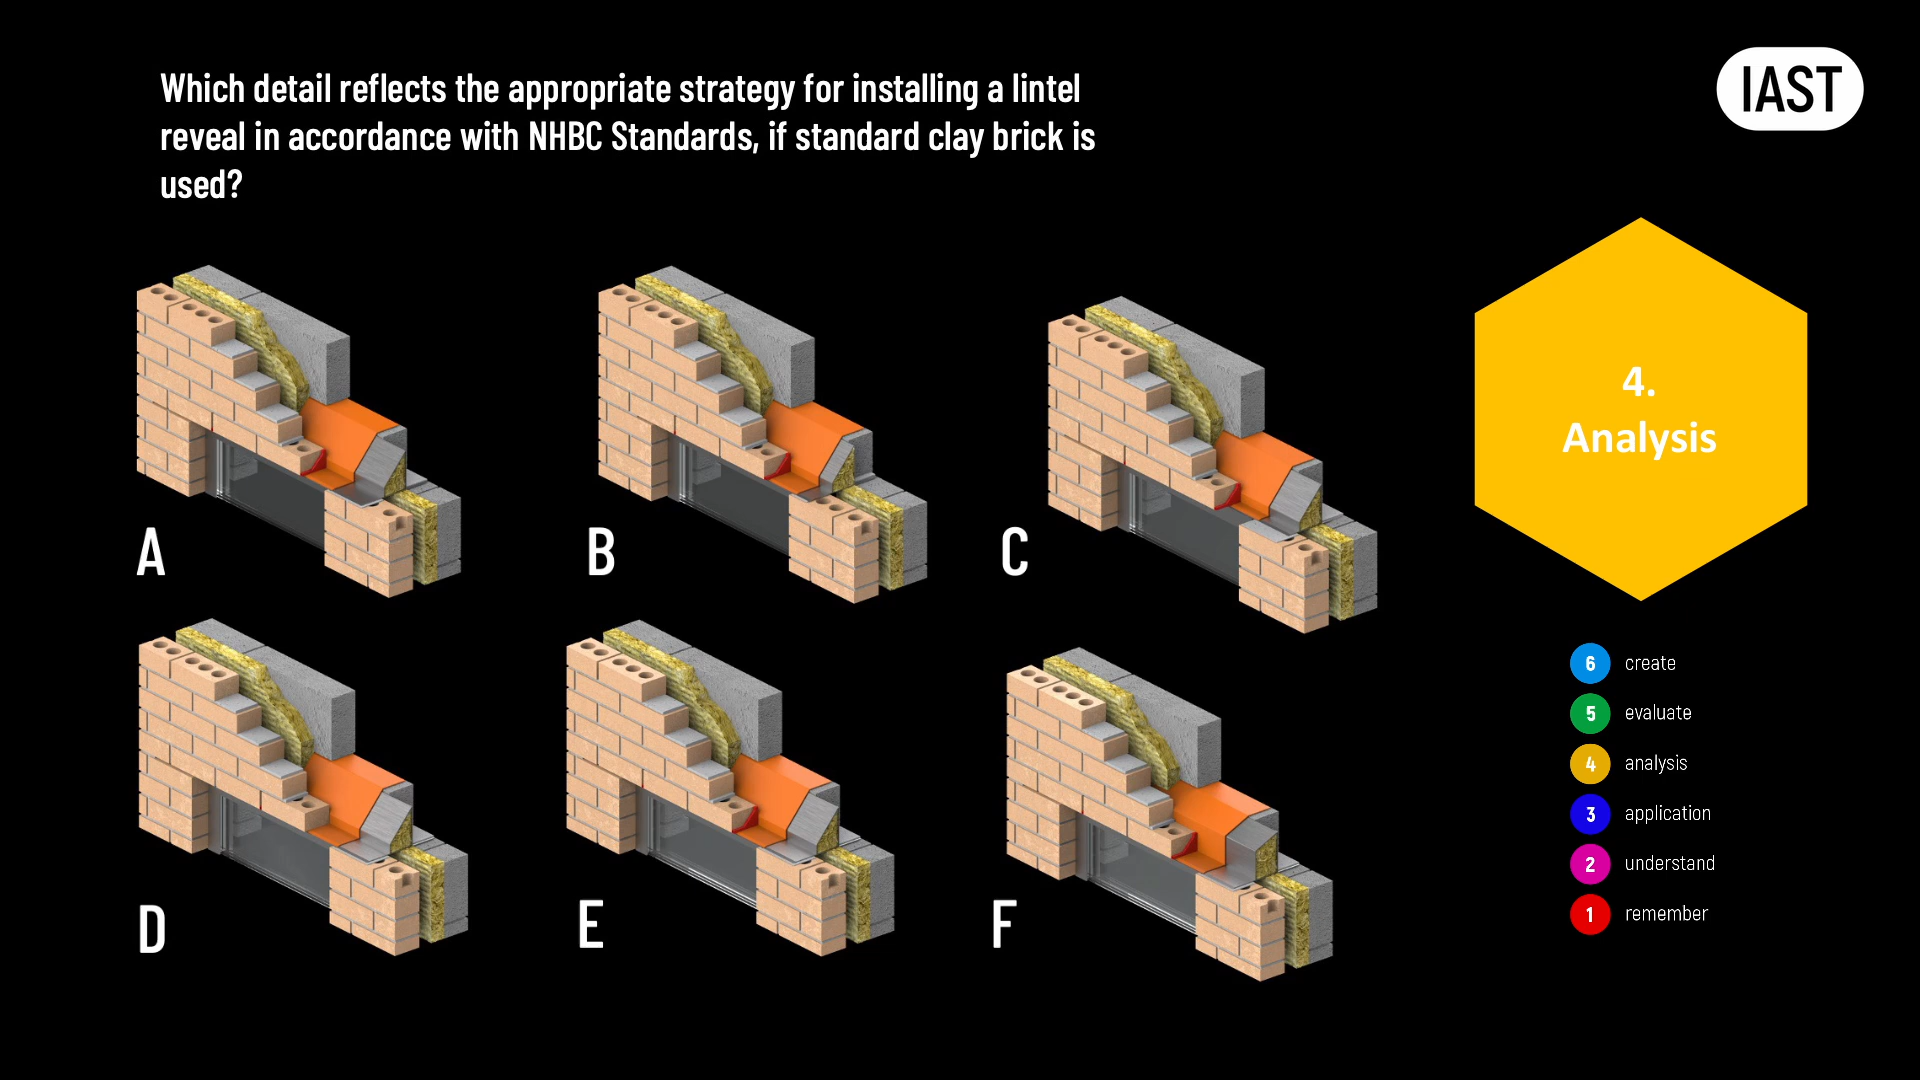 Which detail reflects the appropriate strategy for installing a lintel
reveal in accordance with NHBC Standards, if standard clay brick is
used?
IAST
A
B
C
D
E
F
4.
Analysis
6 create
5 evaluate
4 analysis
3 application
2 understand
1 remember